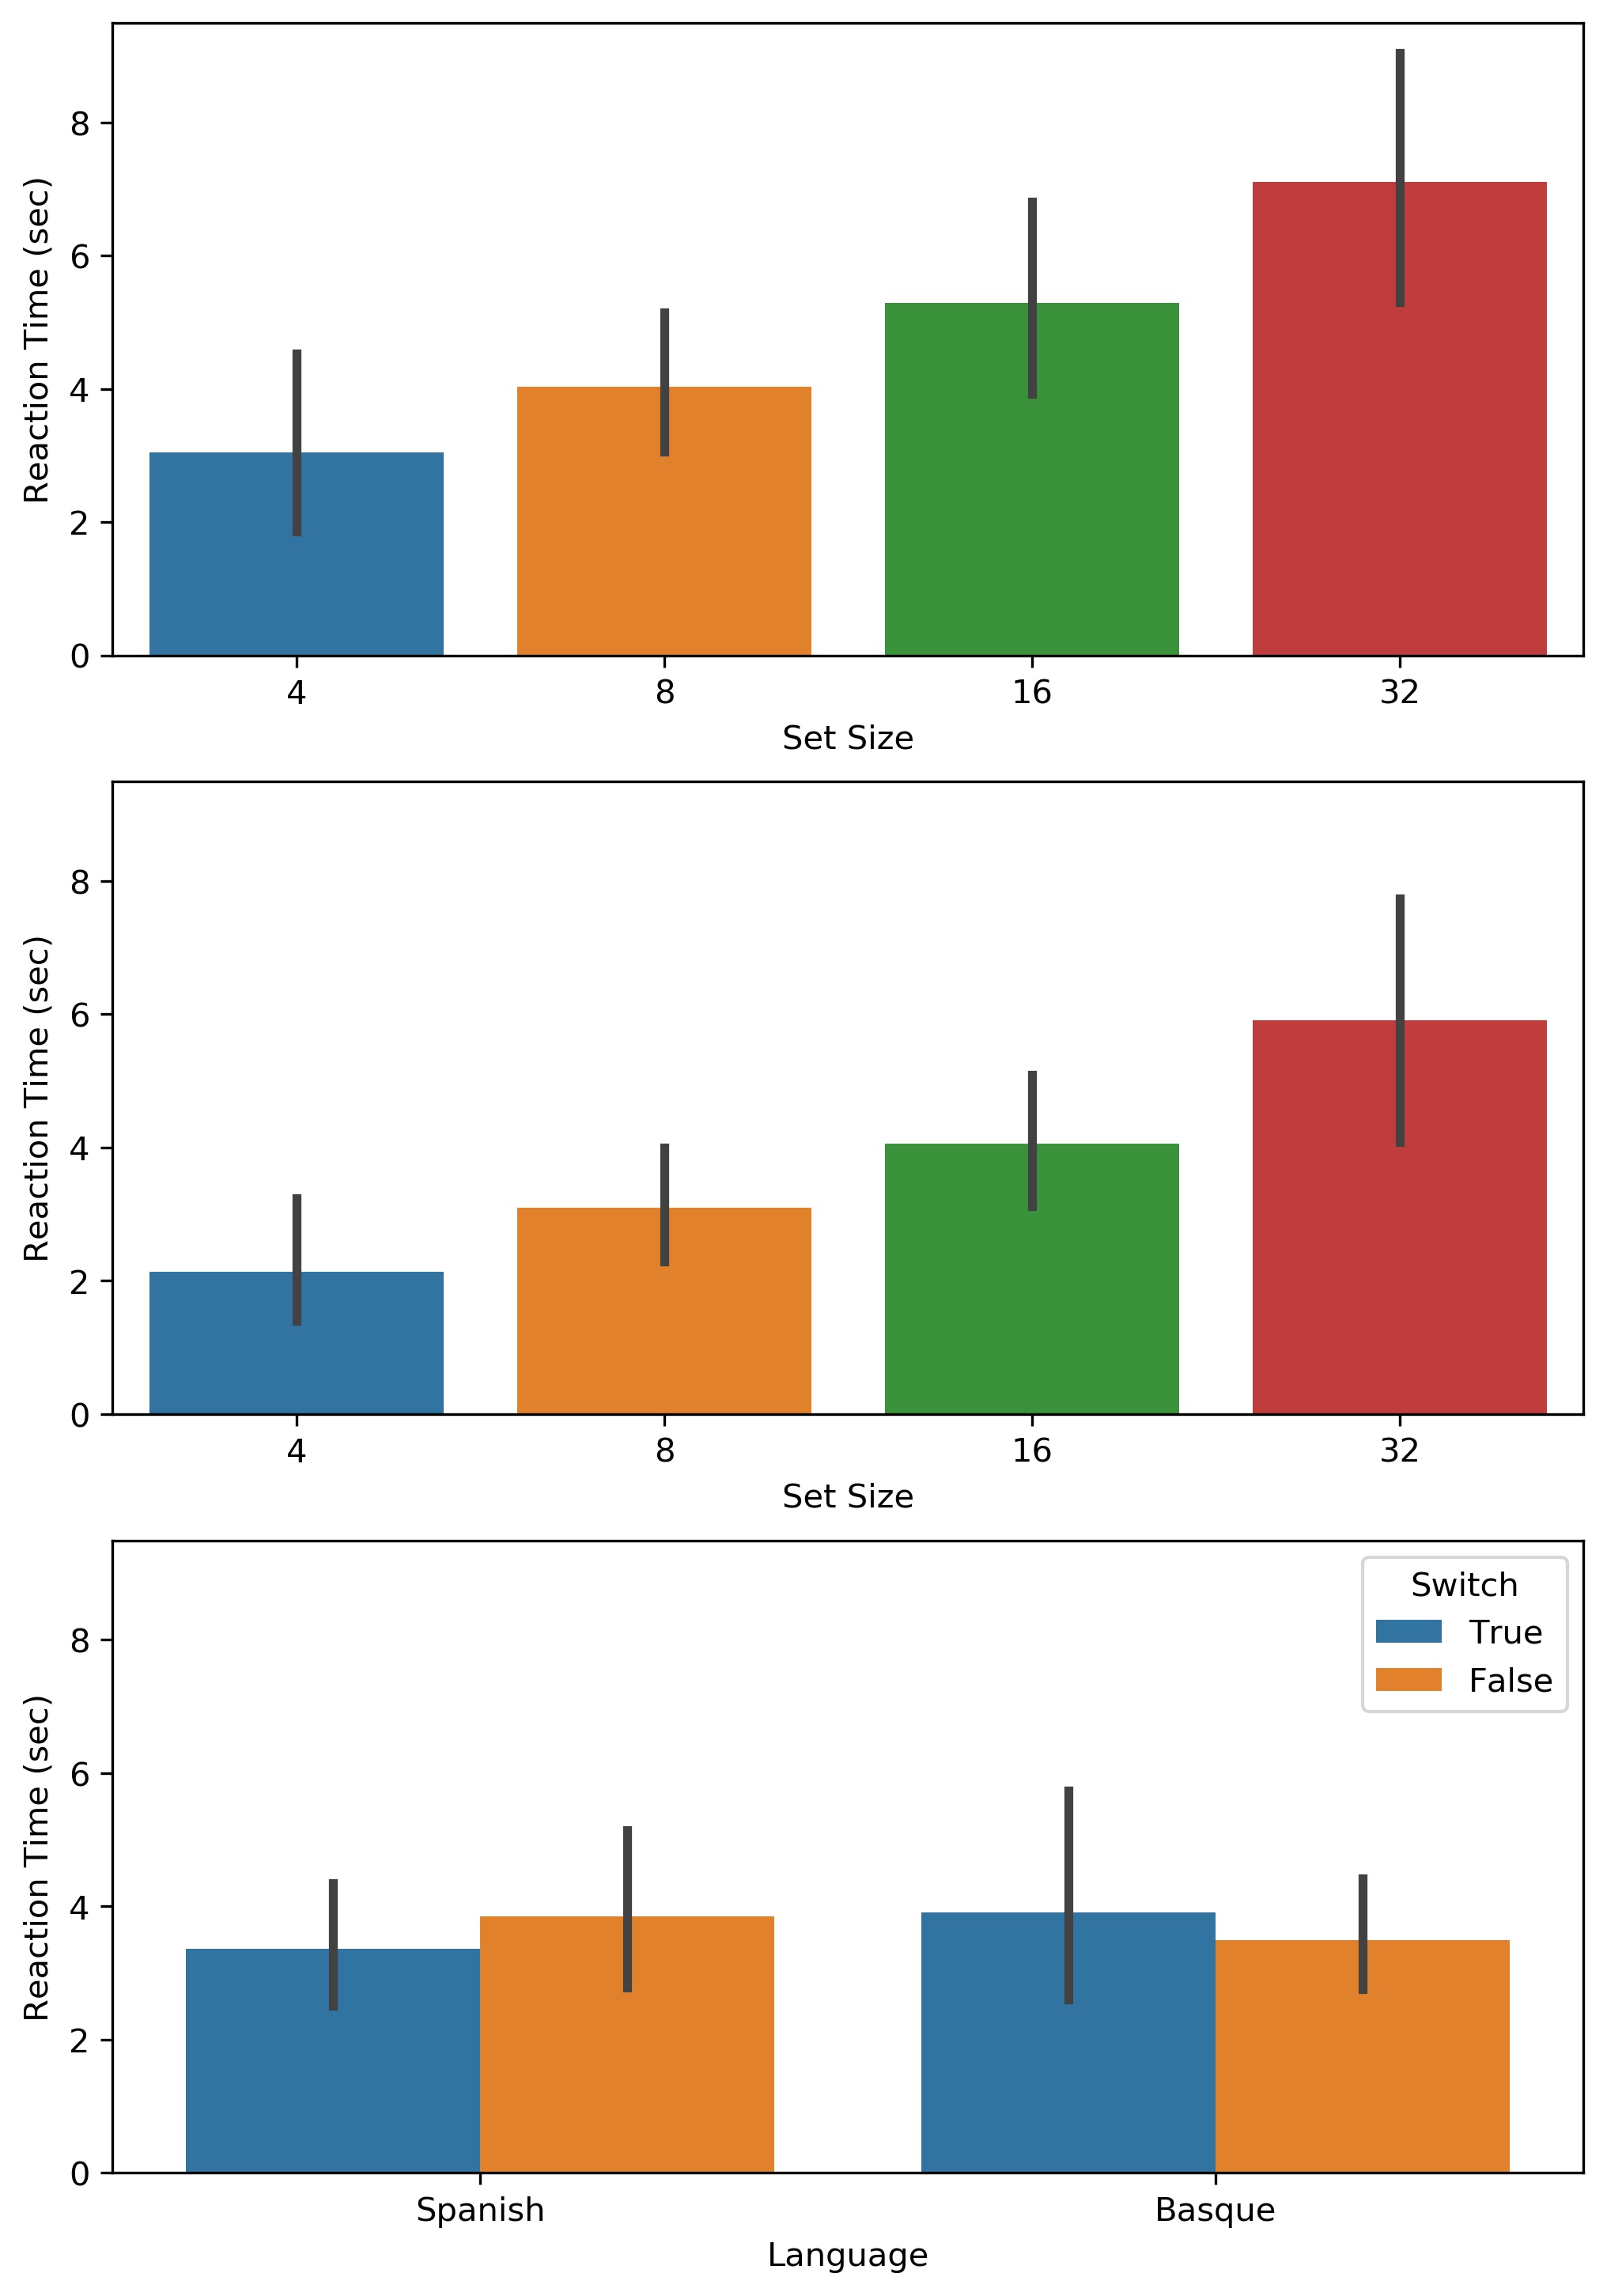 Reaction Time (sec)
8
6
4
2
0
4 8 16 32
Set Size
Reaction Time (sec)
8
6
4
2
0
4 8 16 32
Set Size
Reaction Time (sec)
8
6
4
2
0
Switch
True
False
Spanish Basque
Language